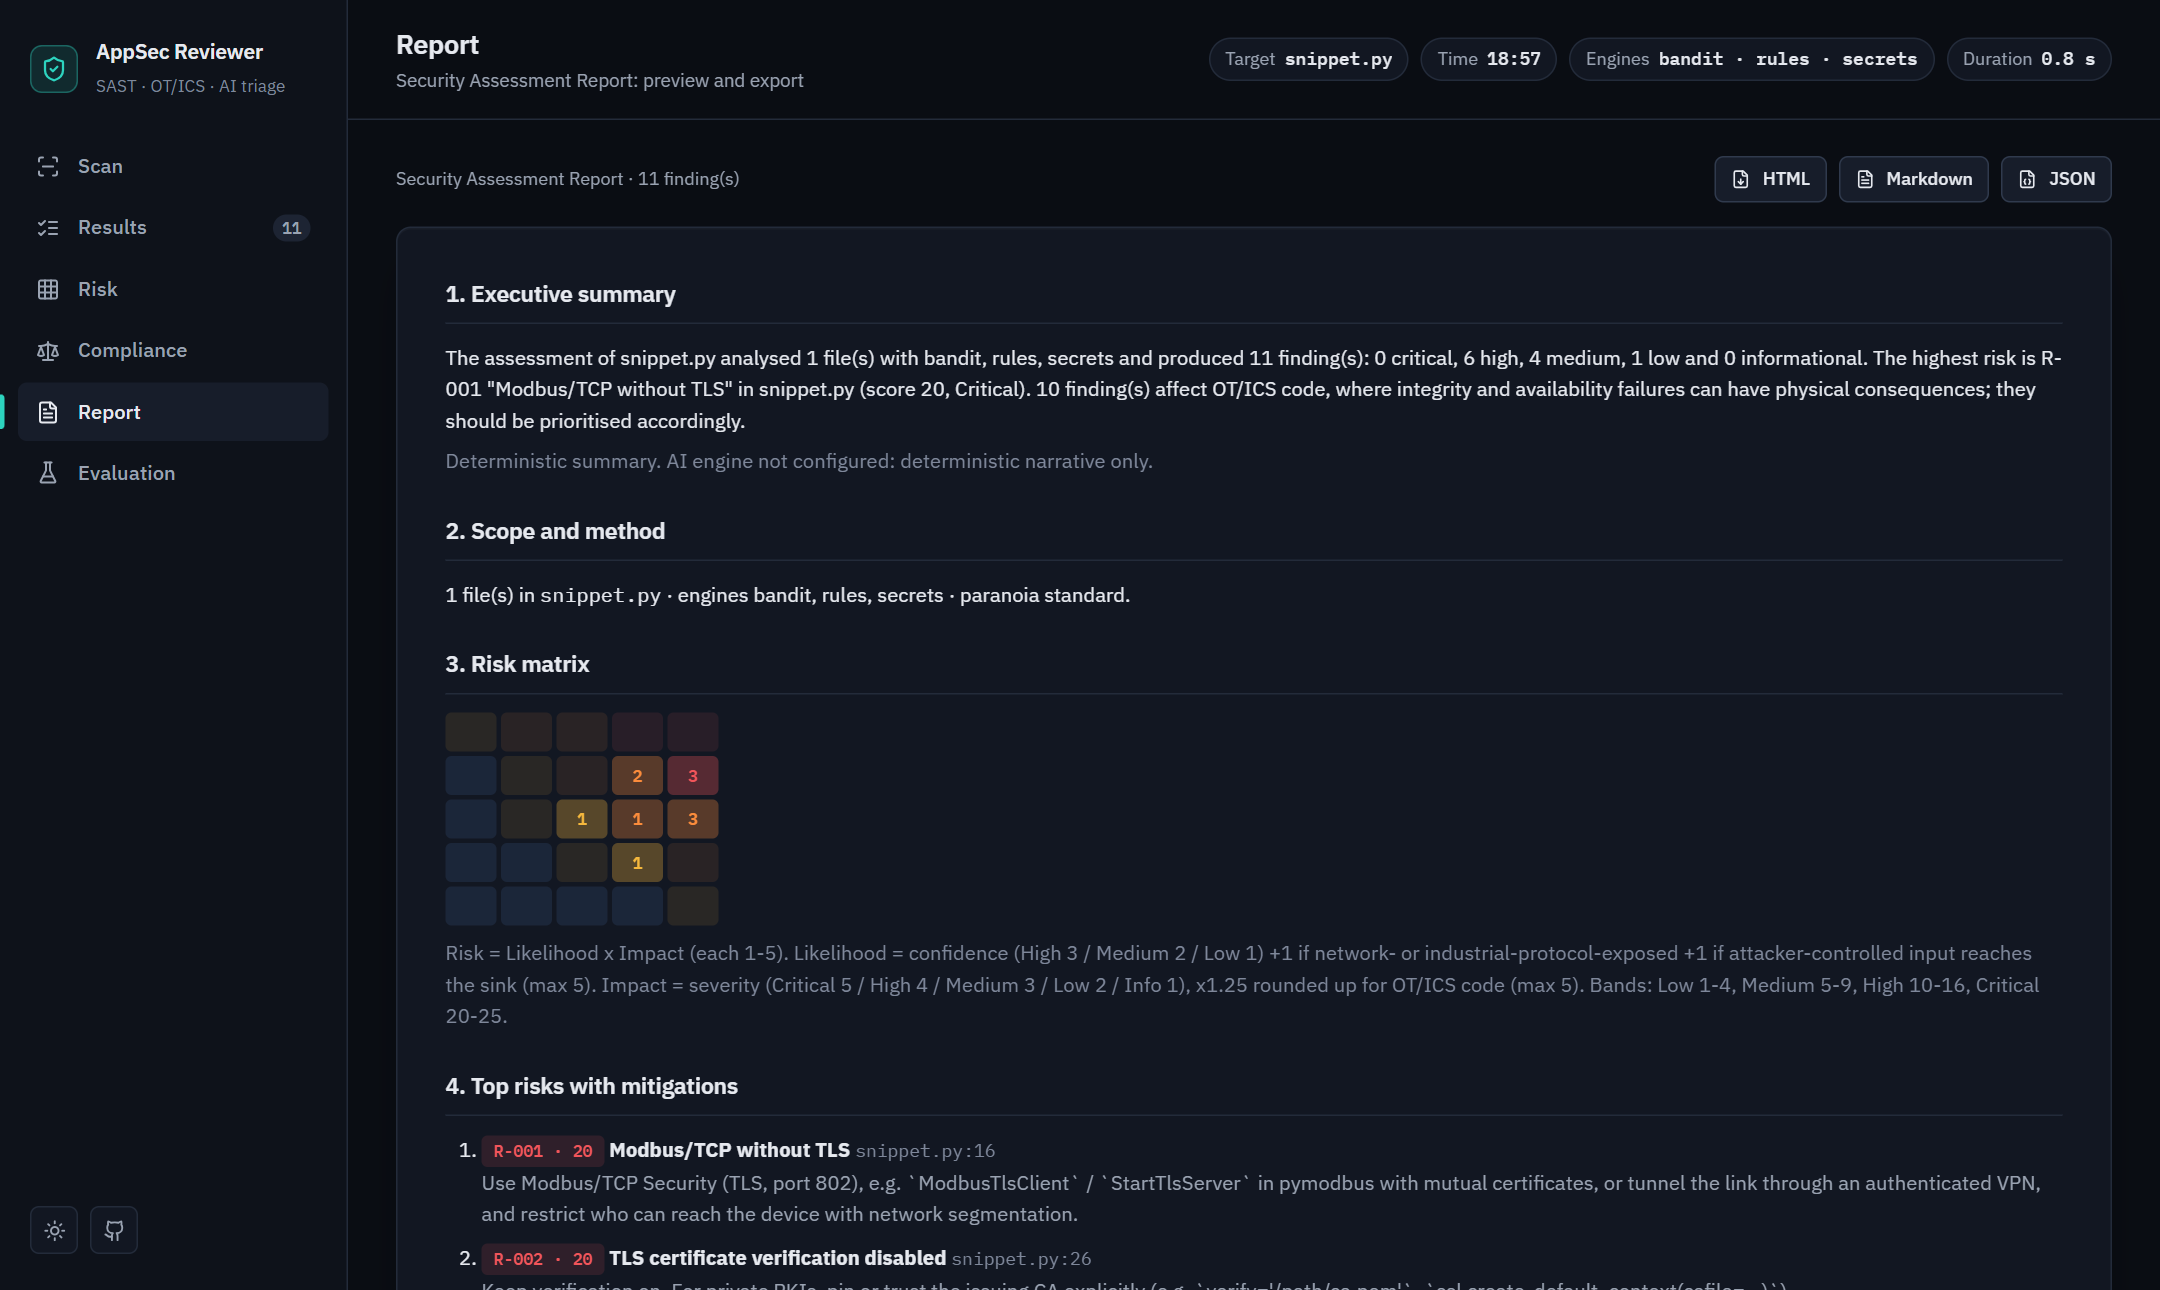 AppSec Reviewer
SAST · OT/ICS · AI triage
Scan
Results 11
Risk
Compliance
Report
Evaluation
Report
Security Assessment Report: preview and export
Target snippet.py
Time 18:57
Engines bandit · rules · secrets
Duration 0.8 s
Security Assessment Report · 11 finding(s)
HTML
Markdown
JSON
1. Executive summary
The assessment of snippet.py analysed 1 file(s) with bandit, rules, secrets and produced 11 finding(s): 0 critical, 6 high, 4 medium, 1 low and 0 informational. The highest risk is R-
001 "Modbus/TCP without TLS" in snippet.py (score 20, Critical). 10 finding(s) affect OT/ICS code, where integrity and availability failures can have physical consequences; they
should be prioritised accordingly.
Deterministic summary. AI engine not configured: deterministic narrative only.
2. Scope and method
1 file(s) in snippet.py · engines bandit, rules, secrets · paranoia standard.
3. Risk matrix
2 3
1 1 3
1
Risk = Likelihood x Impact (each 1-5). Likelihood = confidence (High 3 / Medium 2 / Low 1) +1 if network- or industrial-protocol-exposed +1 if attacker-controlled input reaches
the sink (max 5). Impact = severity (Critical 5 / High 4 / Medium 3 / Low 2 / Info 1), x1.25 rounded up for OT/ICS code (max 5). Bands: Low 1-4, Medium 5-9, High 10-16, Critical
20-25.
4. Top risks with mitigations
1. R-001 · 20 Modbus/TCP without TLS snippet.py:16
Use Modbus/TCP Security (TLS, port 802), e.g. `ModbusTlsClient` / `StartTlsServer` in pymodbus with mutual certificates, or tunnel the link through an authenticated VPN,
and restrict who can reach the device with network segmentation.
2. R-002 · 20 TLS certificate verification disabled snippet.py:26